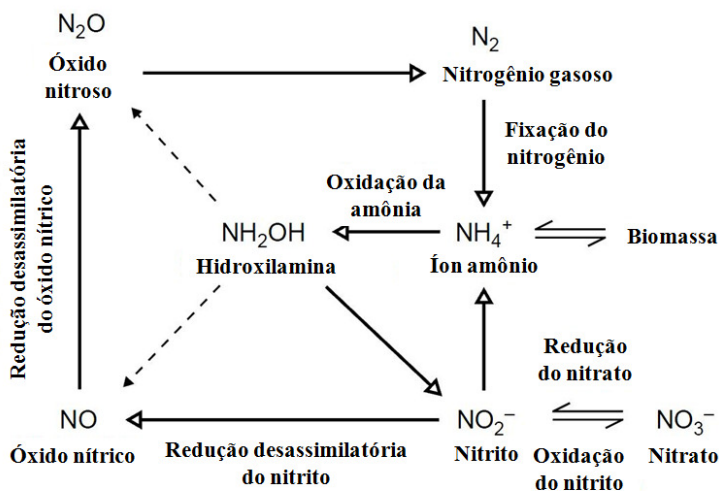 N₂O
Óxido
nitroso
N₂
Nitrogênio gasoso
Fixação do
nitrogênio
Oxidação da
amônia
Redução desassimilatória
do óxido nítrico
NH₂OH
Hidroxilamina
NH₄⁺
Íon amônio
Biomassa
Redução
do nitrato
NO
Óxido nítrico
Redução desassimilatória
do nitrito
NO₂⁻
Nitrito
Oxidação
do nitrito
NO₃⁻
Nitrato